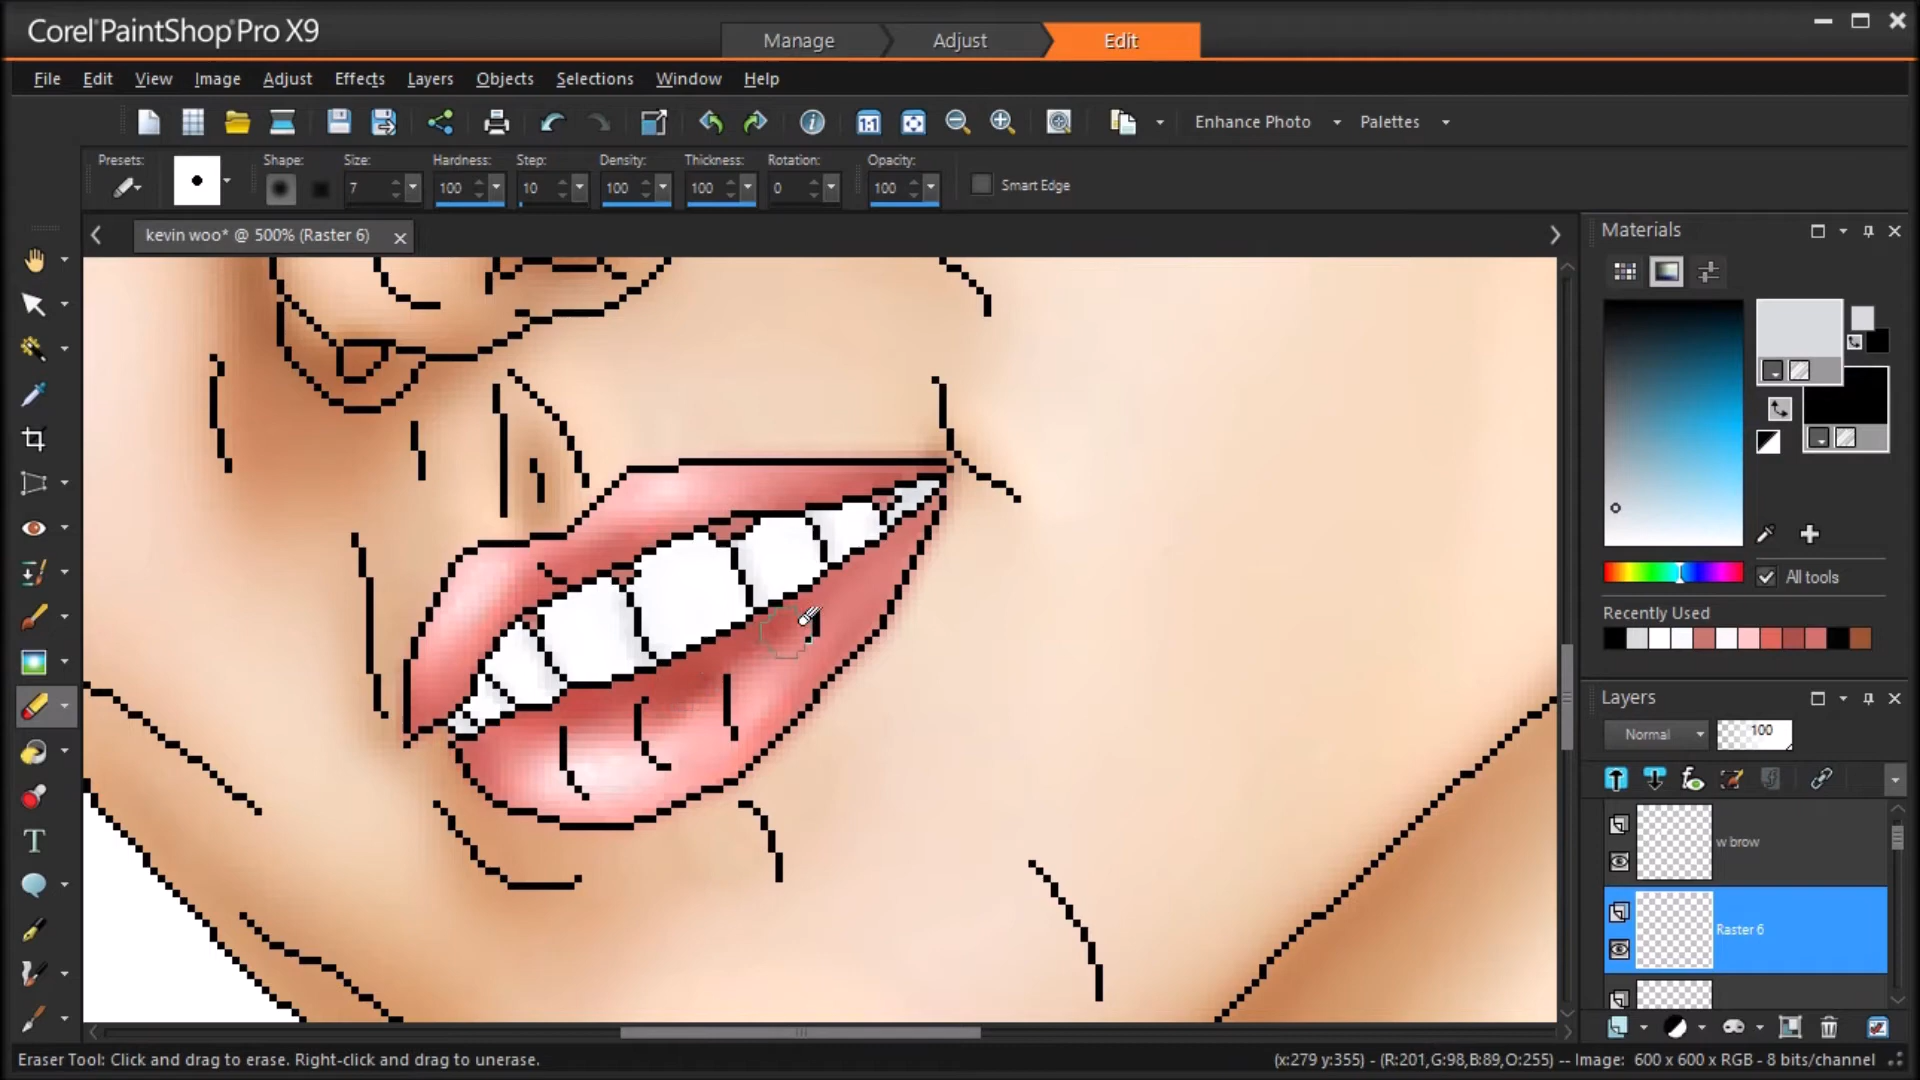 Corel PaintShop Pro X9
Manage Adjust Edit
File Edit View Image Adjust Effects Layers Objects Selections Window Help
Enhance Photo Palettes
Presets: Shape: Size: Hardness: Step: Density: Thickness: Rotation: Opacity:
7 100 10 100 100 0 100 Smart Edge
kevin woo* @ 500% (Raster 6)
Materials
All tools
Recently Used
Layers
Normal 100
w brow
Raster 6
Eraser Tool: Click and drag to erase. Right-click and drag to unerase.
(x:279 y:355) - (R:201,G:98,B:89,O:255) -- Image: 600 x 600 x RGB - 8 bits/channel